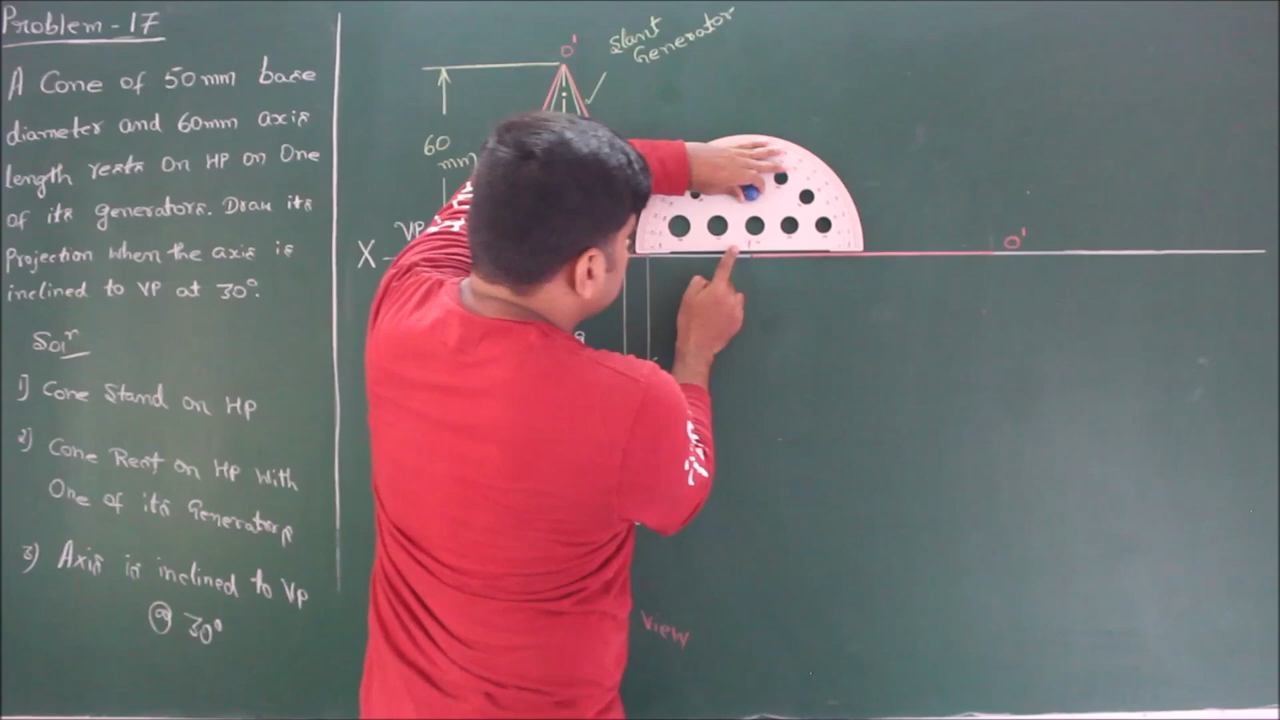 Problem - 17
A Cone of 50mm base
diameter and 60mm axis
length rests on HP on One
of its generators. Draw its
Projection when the axis is
inclined to VP at 30°.
Solⁿ
1) Cone Stand on HP
2) Cone Rest on HP with
One of its Generators
3) Axis is inclined to VP
@ 30°
O'
Slant
Generator
60
mm
VP
X
O'
a
View